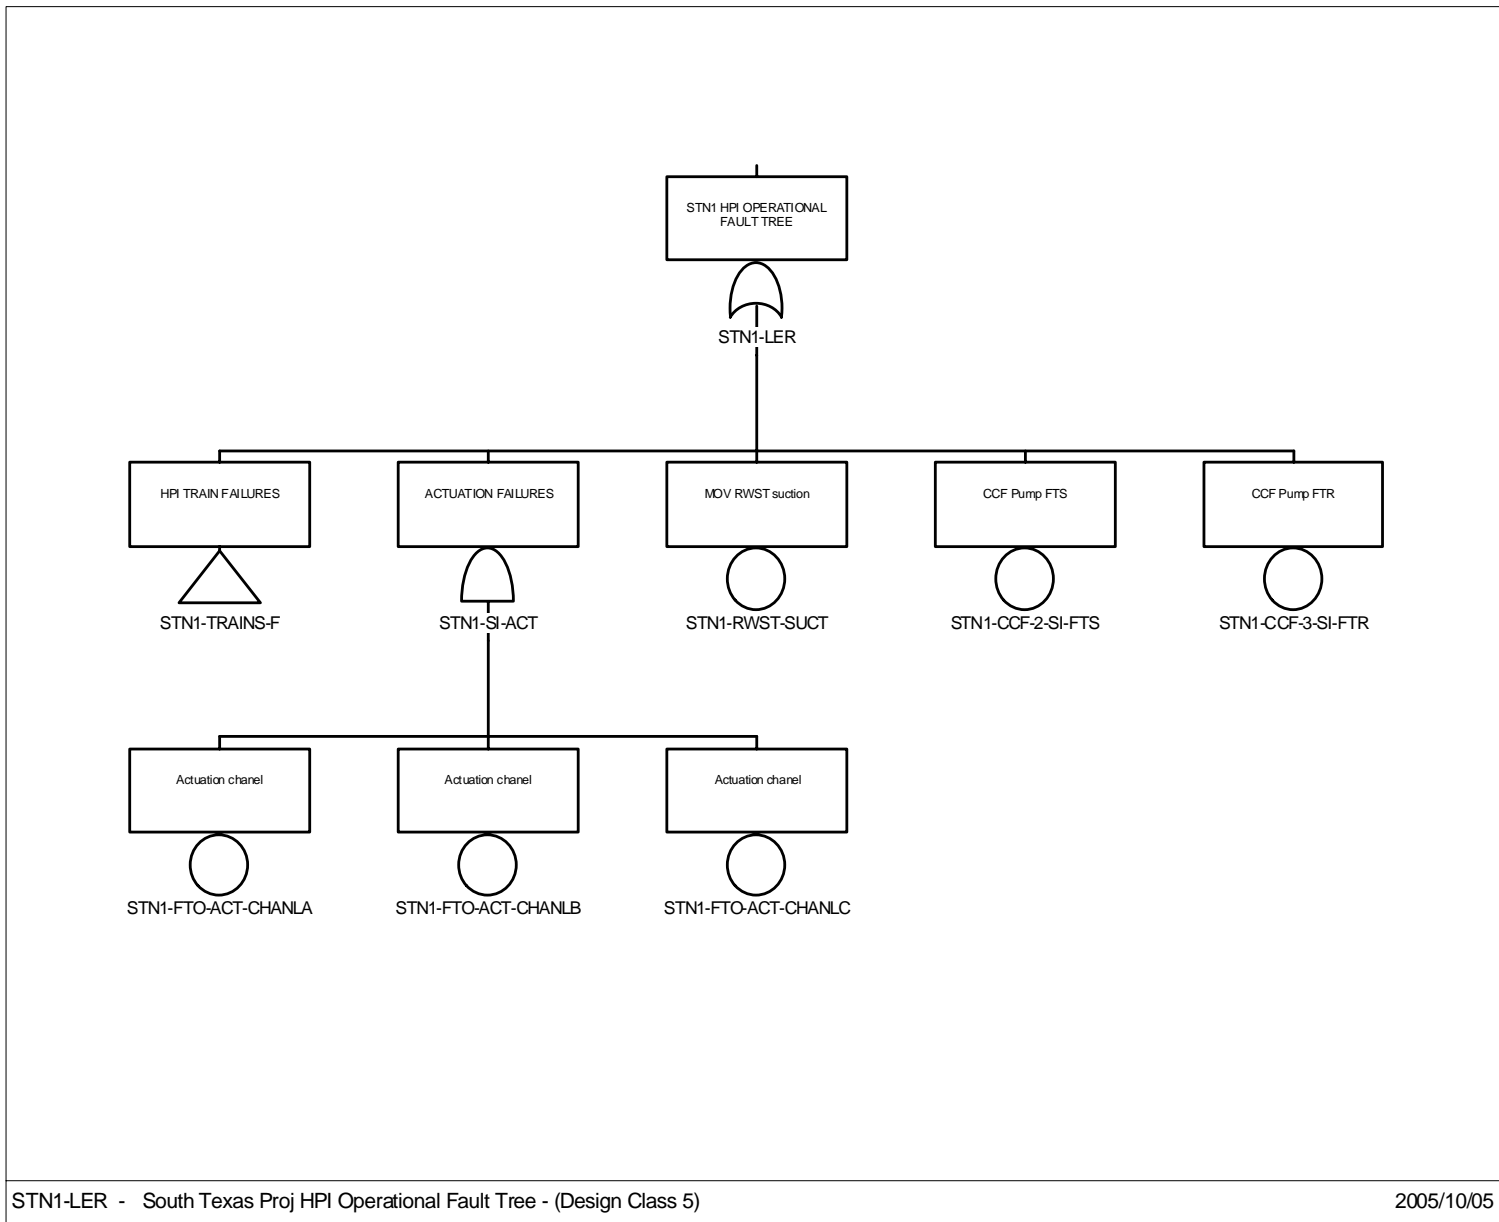 STN1 HPI OPERATIONAL
FAULT TREE
STN1-LER
HPI TRAIN FAILURES
ACTUATION FAILURES
MOV RWST suction
CCF Pump FTS
CCF Pump FTR
STN1-TRAINS-F
STN1-SI-ACT
STN1-RWST-SUCT
STN1-CCF-2-SI-FTS
STN1-CCF-3-SI-FTR
Actuation chanel
Actuation chanel
Actuation chanel
STN1-FTO-ACT-CHANLA
STN1-FTO-ACT-CHANLB
STN1-FTO-ACT-CHANLC
STN1-LER - South Texas Proj HPI Operational Fault Tree - (Design Class 5)
2005/10/05